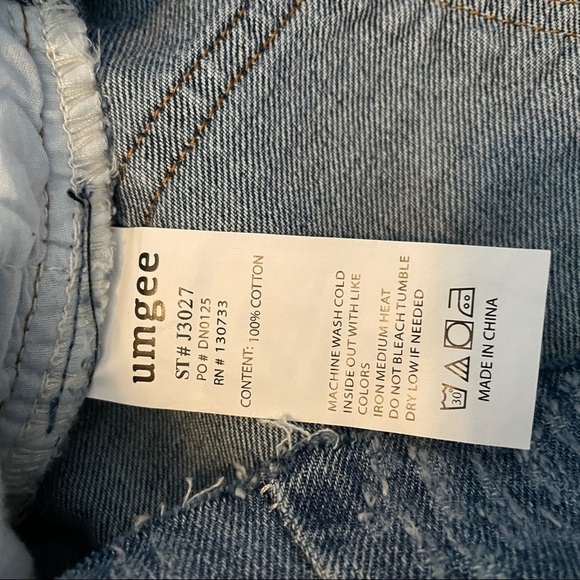 umgee
ST# J3027
PO # DN0125
RN # 130733
CONTENT: 100% COTTON
MACHINE WASH COLD
INSIDE OUT WITH LIKE
COLORS
IRON MEDIUM HEAT
DO NOT BLEACH TUMBLE
DRY LOW IF NEEDED
30
MADE IN CHINA